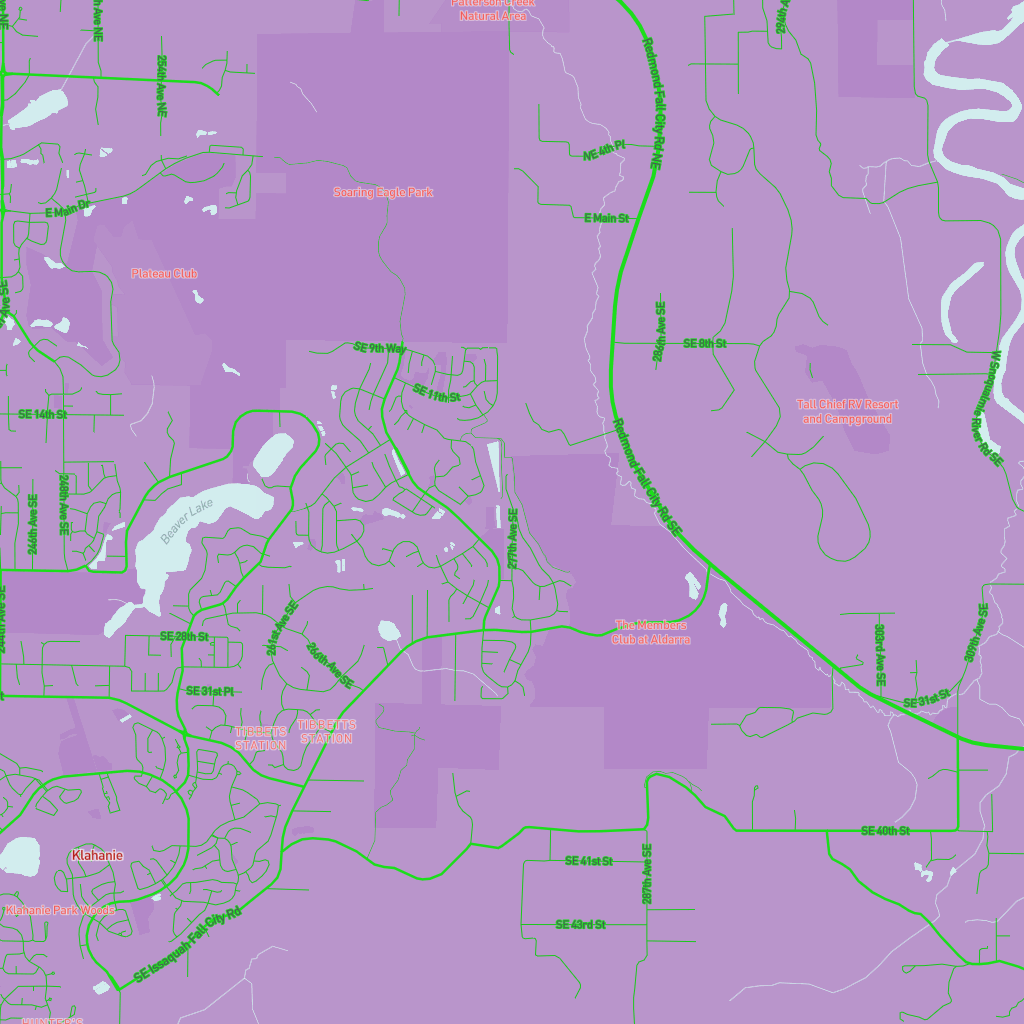 Patterson Creek
Natural Area
h Ave NE
294th A
254th Ave NE
Redmond Fall City Rd NE
NE 4th Pl
Soaring Eagle Park
E Main Dr
E Main St
Plateau Club
Ave SE
286th Ave SE
SE 8th St
SE 9th Way
SE 11th St
W Snoqualmie River Rd SE
Tall Chief RV Resort
and Campground
SE 14th St
Redmond Fall City Rd SE
248th Ave SE
246th Ave SE
Beaver Lake
277th Ave SE
244th Ave SE
261st Ave SE
SE 28th St
266th Ave SE
The Members
Club at Aldarra
303rd Ave SE
309th Ave SE
SE 31st Pl
SE 31st St
TIBBETS
STATION
TIBBETTS
STATION
SE 40th St
Klahanie
SE 41st St
287th Ave SE
Klahanie Park Woods
SE 43rd St
SE Issaquah Fall City Rd